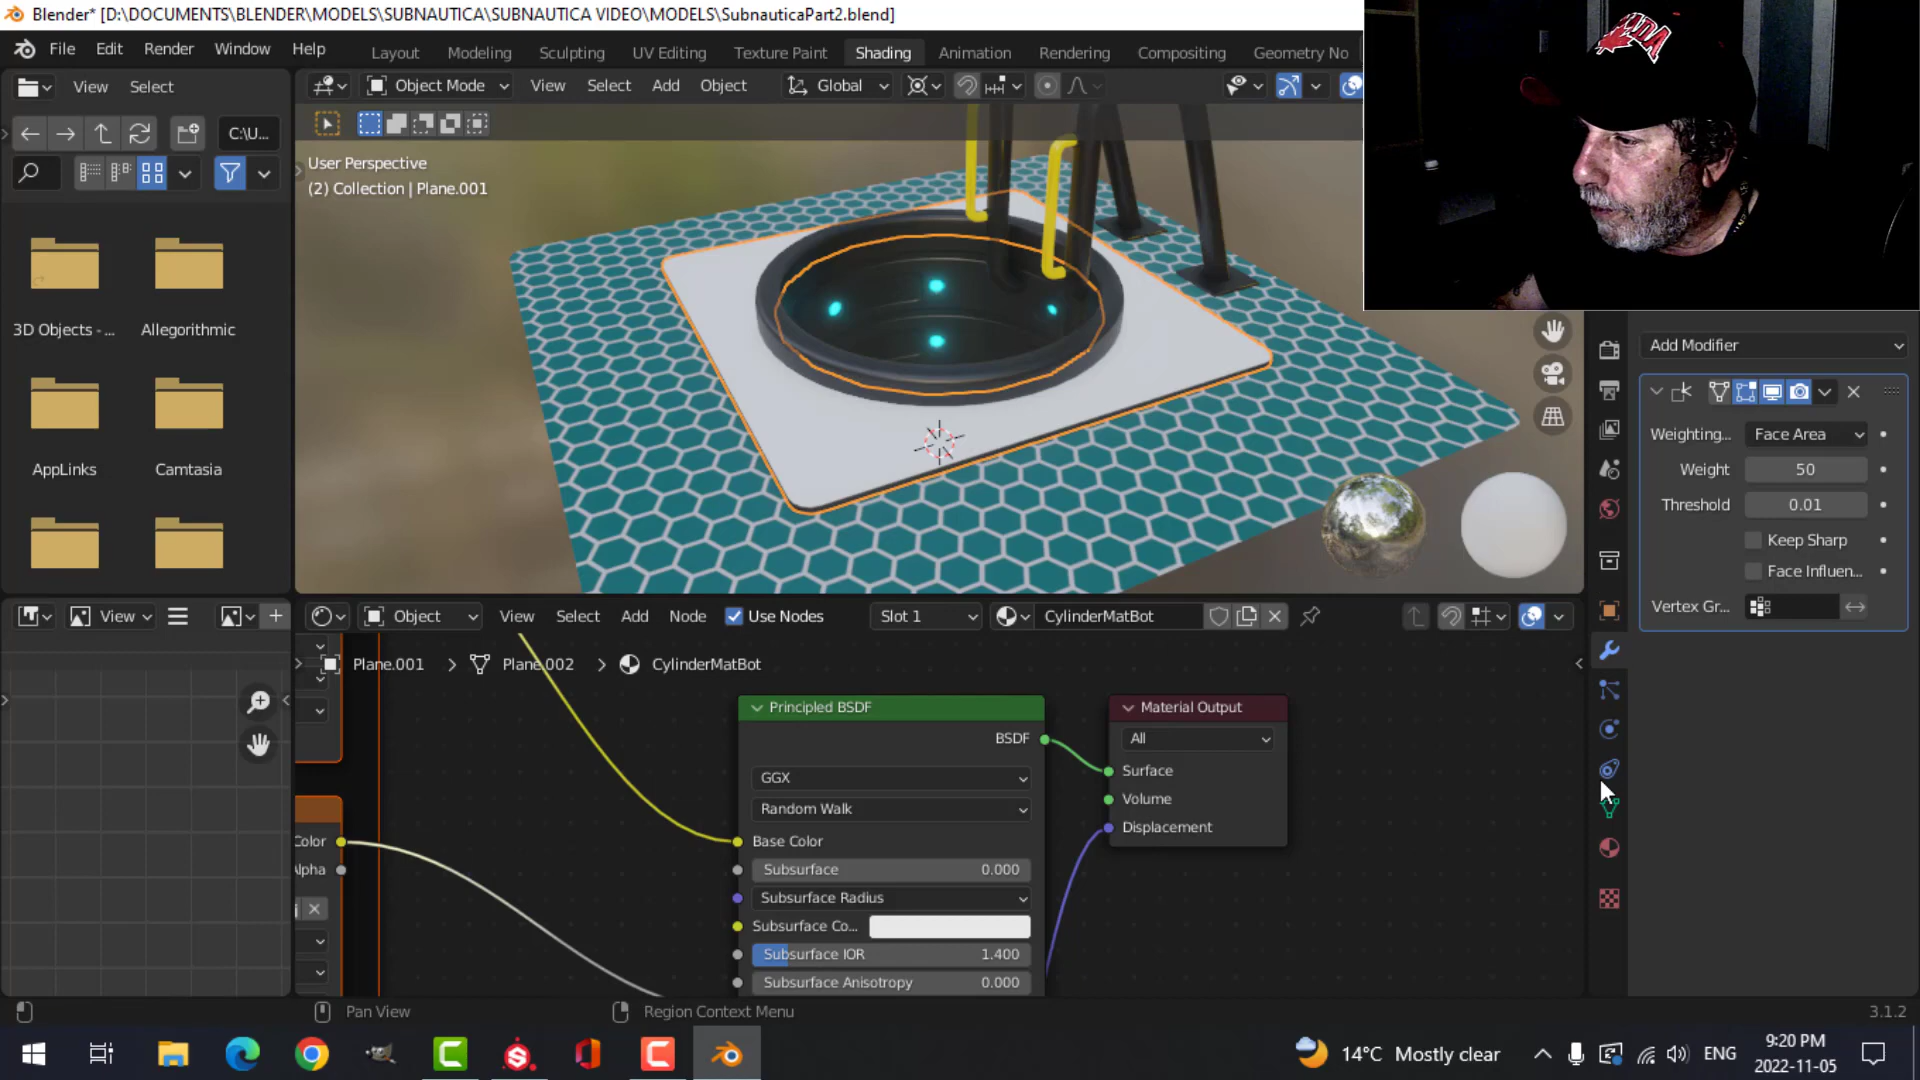 Blender* [D:\DOCUMENTS\BLENDER\MODELS\SUBNAUTICA\SUBNAUTICA VIDEO\MODELS\SubnauticaPart2.blend]
File Edit Render Window Help
Layout Modeling Sculpting UV Editing Texture Paint Shading Animation Rendering Compositing Geometry No
View Select
Object Mode View Select Add Object Global
C:\U...
User Perspective
(2) Collection | Plane.001
3D Objects - ... Allegorithmic
AppLinks Camtasia
Add Modifier
Weighting... Face Area
Weight 50
Threshold 0.01
Keep Sharp
Face Influen...
Vertex Gr...
View
Object View Select Add Node Use Nodes Slot 1 CylinderMatBot
Plane.001 Plane.002 CylinderMatBot
Principled BSDF
BSDF
GGX
Random Walk
Base Color
Subsurface 0.000
Subsurface Radius
Subsurface Co...
Subsurface IOR 1.400
Subsurface Anisotropy 0.000
Material Output
All
Surface
Volume
Displacement
Color
Alpha
Pan View
Region Context Menu
3.1.2
14°C Mostly clear
ENG
9:20 PM
2022-11-05